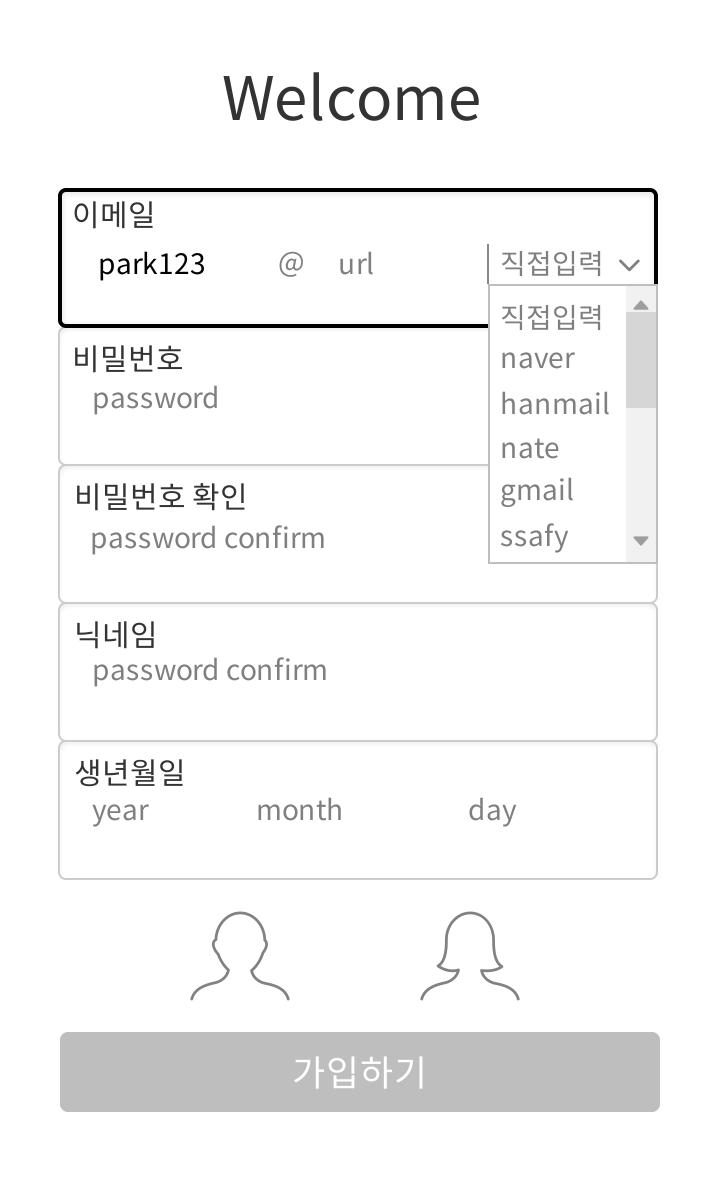 Welcome
이메일
park123 @ url 직접입력
직접입력
naver
hanmail
nate
gmail
ssafy
비밀번호
password
비밀번호 확인
password confirm
닉네임
password confirm
생년월일
year month day
가입하기